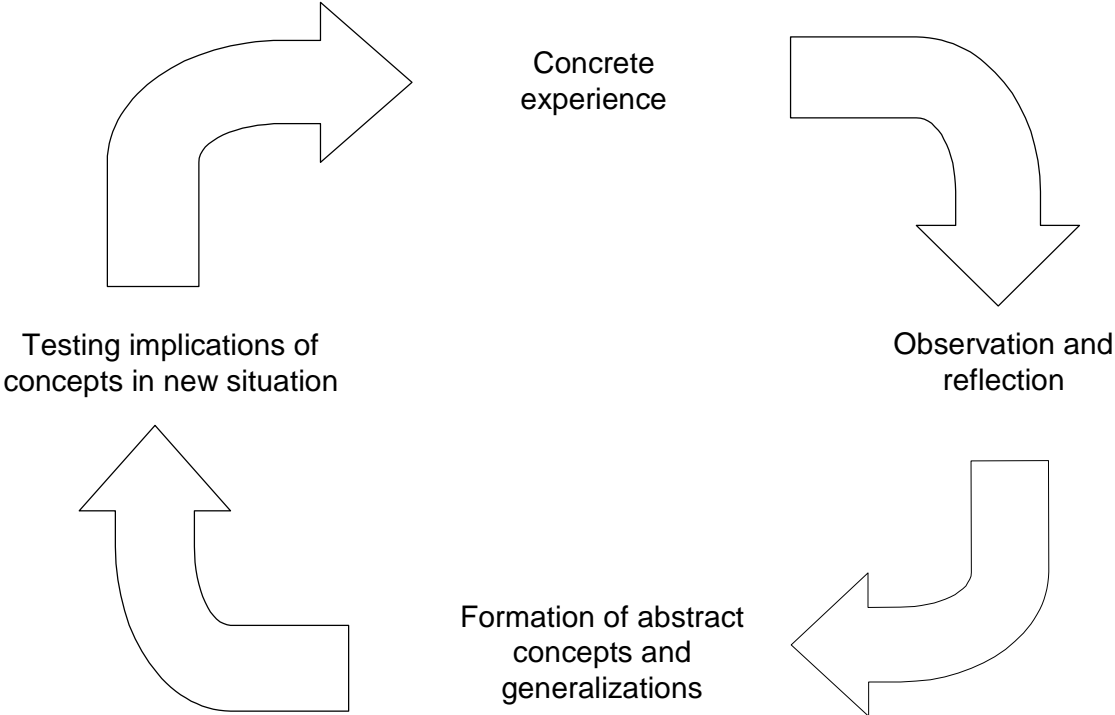 Concrete
experience
Observation and
reflection
Formation of abstract
concepts and
generalizations
Testing implications of
concepts in new situation